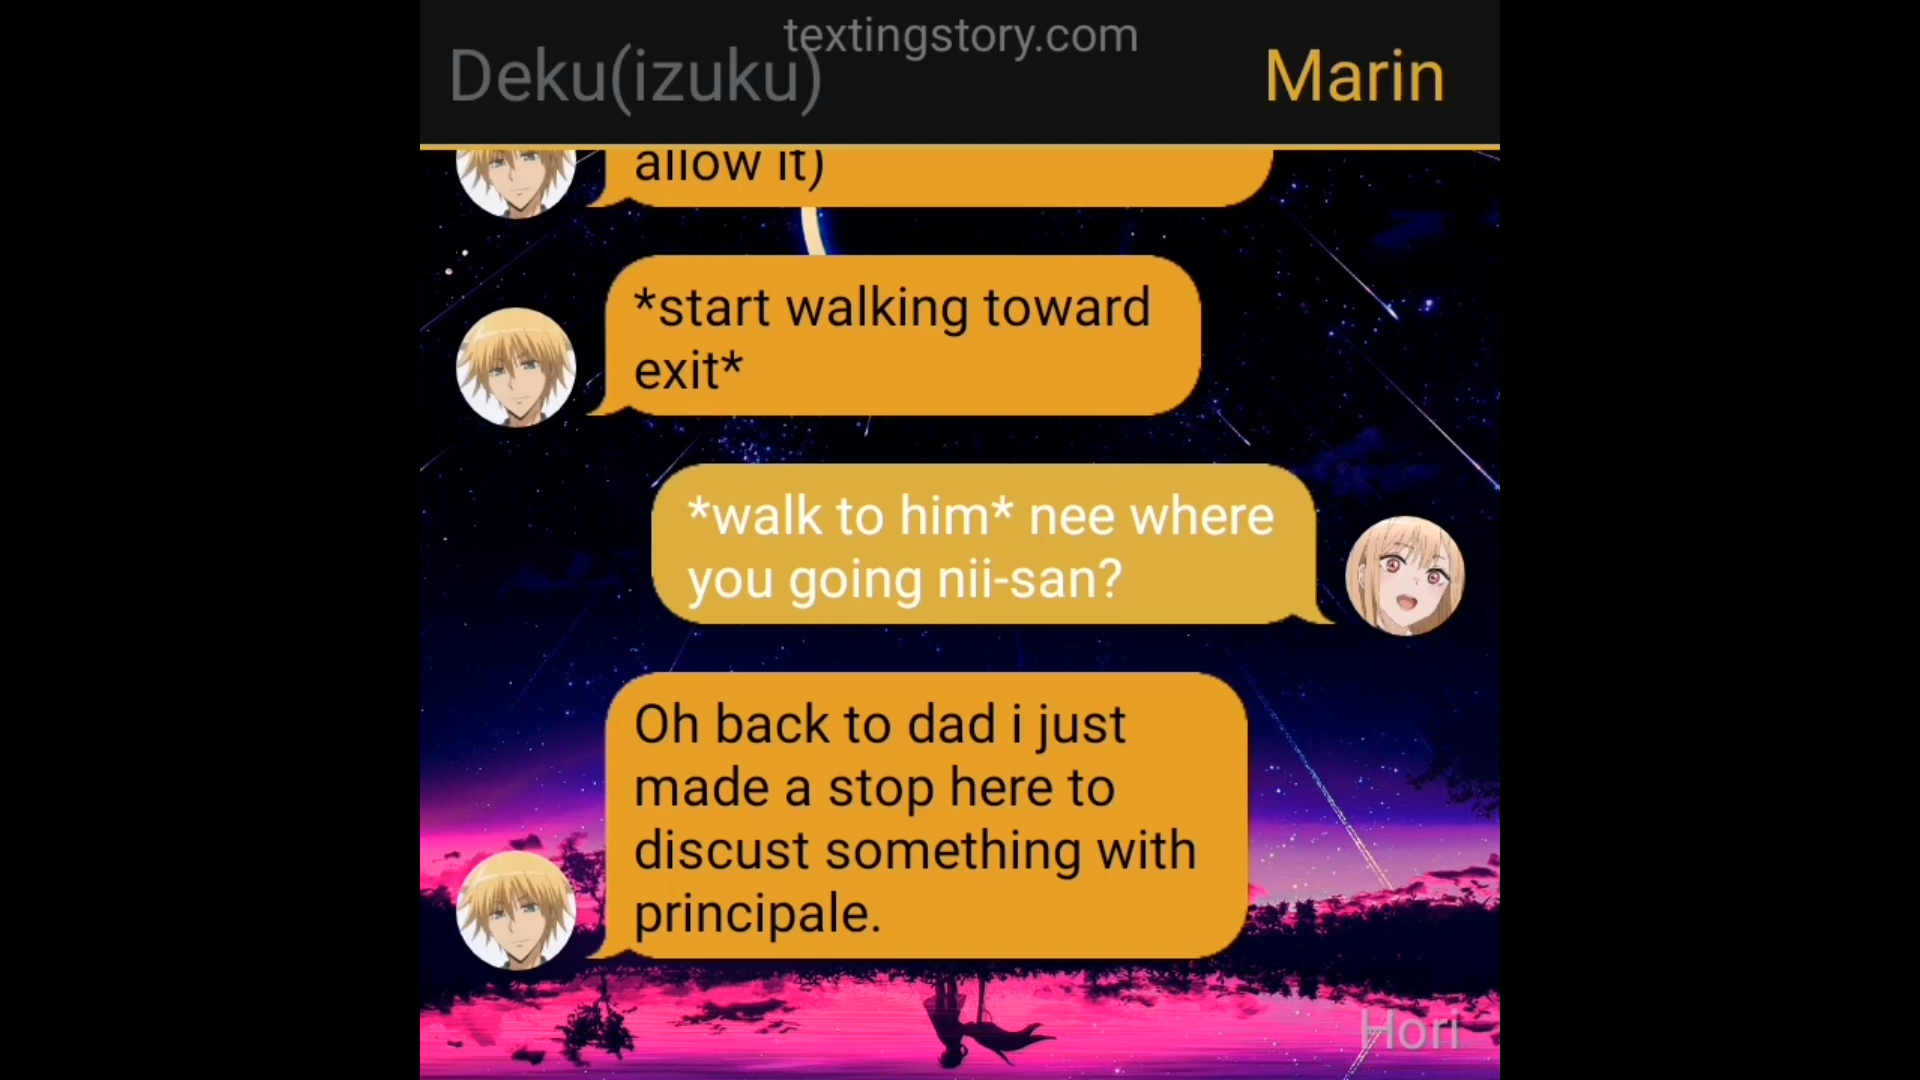 textingstory.com
Deku(izuku)
Marin
allow it)
*start walking toward
exit*
*walk to him* nee where
you going nii-san?
Oh back to dad i just
made a stop here to
discust something with
principale.
Hori